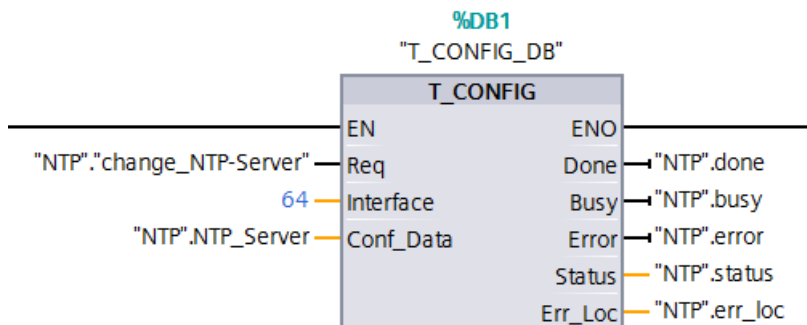 %DB1
"T_CONFIG_DB"
T_CONFIG
EN ENO
"NTP"."change_NTP-Server" Req Done "NTP".done
64 Interface Busy "NTP".busy
"NTP".NTP_Server Conf_Data Error "NTP".error
Status "NTP".status
Err_Loc "NTP".err_loc